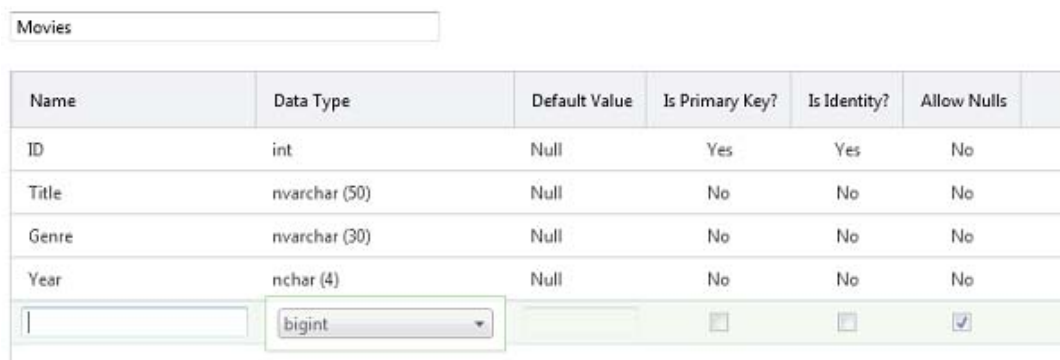 Movies
Name Data Type Default Value Is Primary Key? Is Identity? Allow Nulls
ID int Null Yes Yes No
Title nvarchar (50) Null No No No
Genre nvarchar (30) Null No No No
Year nchar (4) Null No No No
bigint